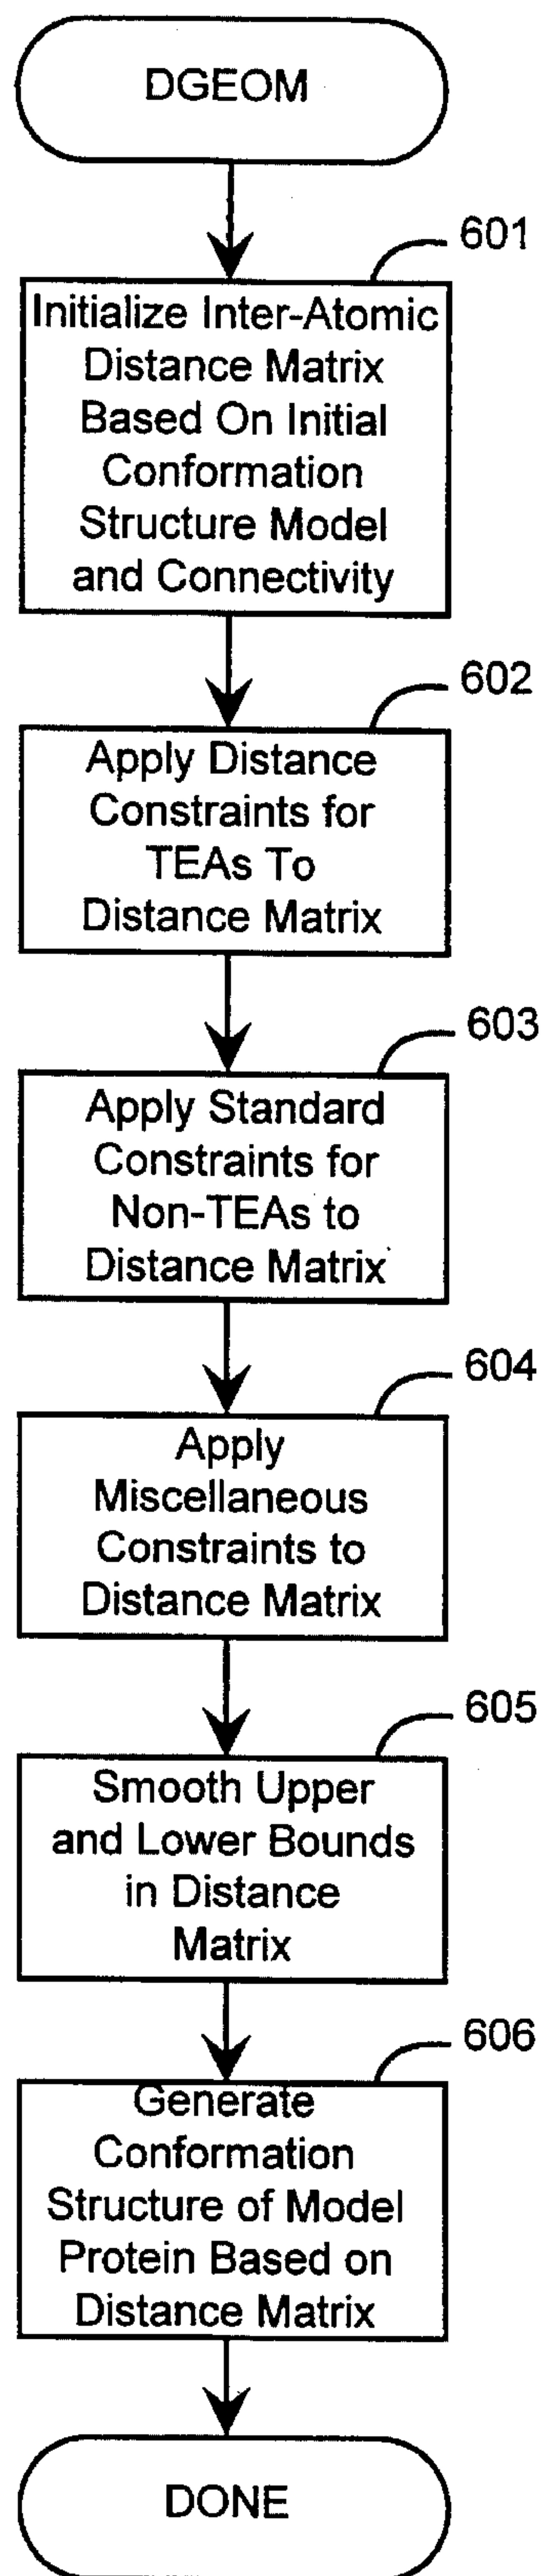 DGEOM
601
Initialize Inter-Atomic
Distance Matrix
Based On Initial
Conformation
Structure Model
and Connectivity
602
Apply Distance
Constraints for
TEAs To
Distance Matrix
603
Apply Standard
Constraints for
Non-TEAs to
Distance Matrix
604
Apply
Miscellaneous
Constraints to
Distance Matrix
605
Smooth Upper
and Lower Bounds
in Distance
Matrix
606
Generate
Conformation
Structure of Model
Protein Based on
Distance Matrix
DONE